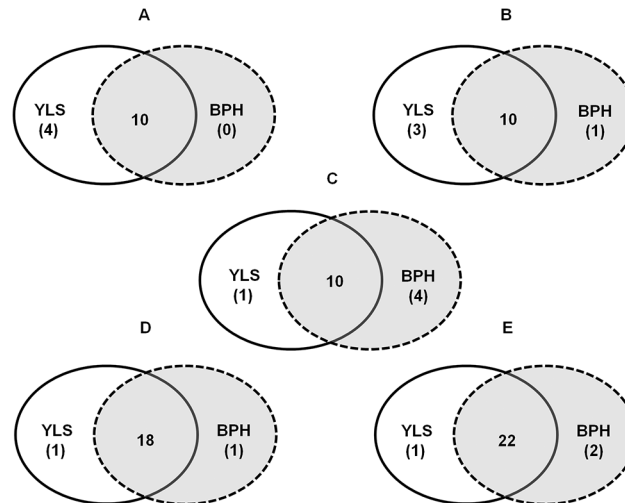 A
YLS
(4)
10
BPH
(0)
B
YLS
(3)
10
BPH
(1)
C
YLS
(1)
10
BPH
(4)
D
YLS
(1)
18
BPH
(1)
E
YLS
(1)
22
BPH
(2)